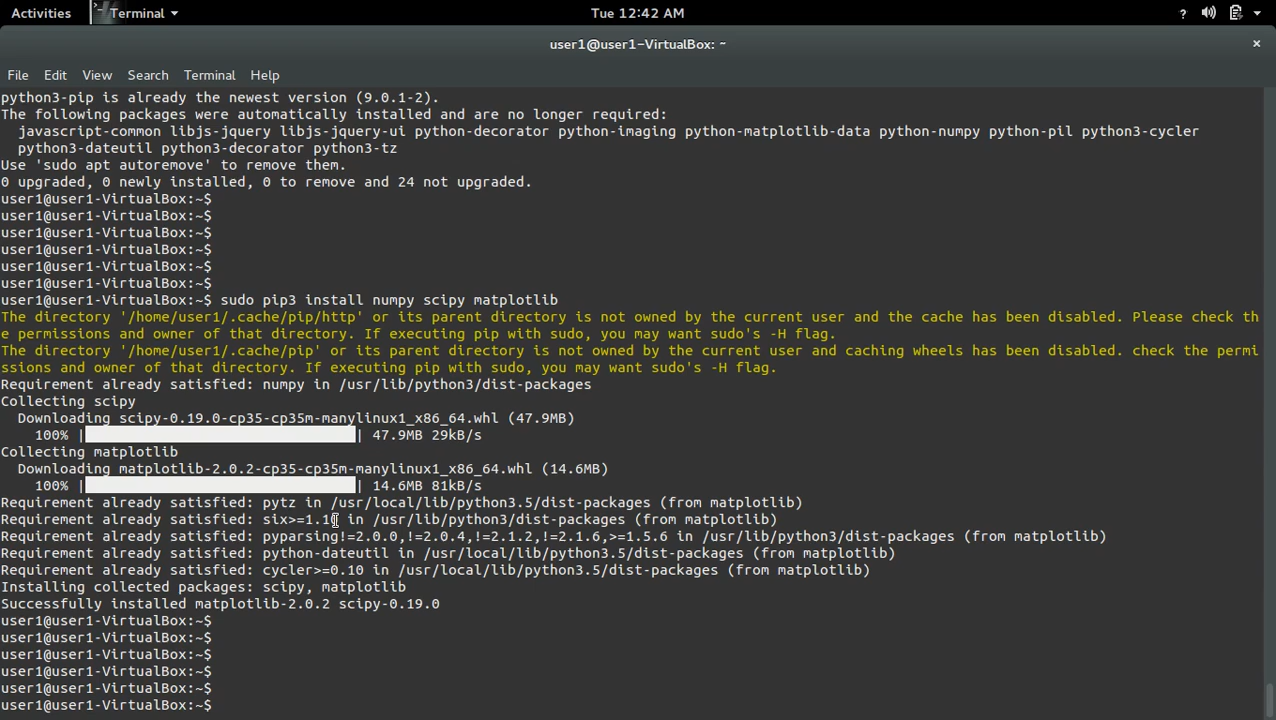 Activities
Terminal
Tue 12:42 AM
?
user1@user1-VirtualBox: ~
×
File Edit View Search Terminal Help
python3-pip is already the newest version (9.0.1-2).
The following packages were automatically installed and are no longer required:
  javascript-common libjs-jquery libjs-jquery-ui python-decorator python-imaging python-matplotlib-data python-numpy python-pil python3-cycler
  python3-dateutil python3-decorator python3-tz
Use 'sudo apt autoremove' to remove them.
0 upgraded, 0 newly installed, 0 to remove and 24 not upgraded.
user1@user1-VirtualBox:~$
user1@user1-VirtualBox:~$
user1@user1-VirtualBox:~$
user1@user1-VirtualBox:~$
user1@user1-VirtualBox:~$
user1@user1-VirtualBox:~$
user1@user1-VirtualBox:~$ sudo pip3 install numpy scipy matplotlib
The directory '/home/user1/.cache/pip/http' or its parent directory is not owned by the current user and the cache has been disabled. Please check th
e permissions and owner of that directory. If executing pip with sudo, you may want sudo's -H flag.
The directory '/home/user1/.cache/pip' or its parent directory is not owned by the current user and caching wheels has been disabled. check the permi
ssions and owner of that directory. If executing pip with sudo, you may want sudo's -H flag.
Requirement already satisfied: numpy in /usr/lib/python3/dist-packages
Collecting scipy
  Downloading scipy-0.19.0-cp35-cp35m-manylinux1_x86_64.whl (47.9MB)
    100% | | 47.9MB 29kB/s
Collecting matplotlib
  Downloading matplotlib-2.0.2-cp35-cp35m-manylinux1_x86_64.whl (14.6MB)
    100% | | 14.6MB 81kB/s
Requirement already satisfied: pytz in /usr/local/lib/python3.5/dist-packages (from matplotlib)
Requirement already satisfied: six>=1.10 in /usr/lib/python3/dist-packages (from matplotlib)
Requirement already satisfied: pyparsing!=2.0.0,!=2.0.4,!=2.1.2,!=2.1.6,>=1.5.6 in /usr/lib/python3/dist-packages (from matplotlib)
Requirement already satisfied: python-dateutil in /usr/local/lib/python3.5/dist-packages (from matplotlib)
Requirement already satisfied: cycler>=0.10 in /usr/local/lib/python3.5/dist-packages (from matplotlib)
Installing collected packages: scipy, matplotlib
Successfully installed matplotlib-2.0.2 scipy-0.19.0
user1@user1-VirtualBox:~$
user1@user1-VirtualBox:~$
user1@user1-VirtualBox:~$
user1@user1-VirtualBox:~$
user1@user1-VirtualBox:~$
user1@user1-VirtualBox:~$